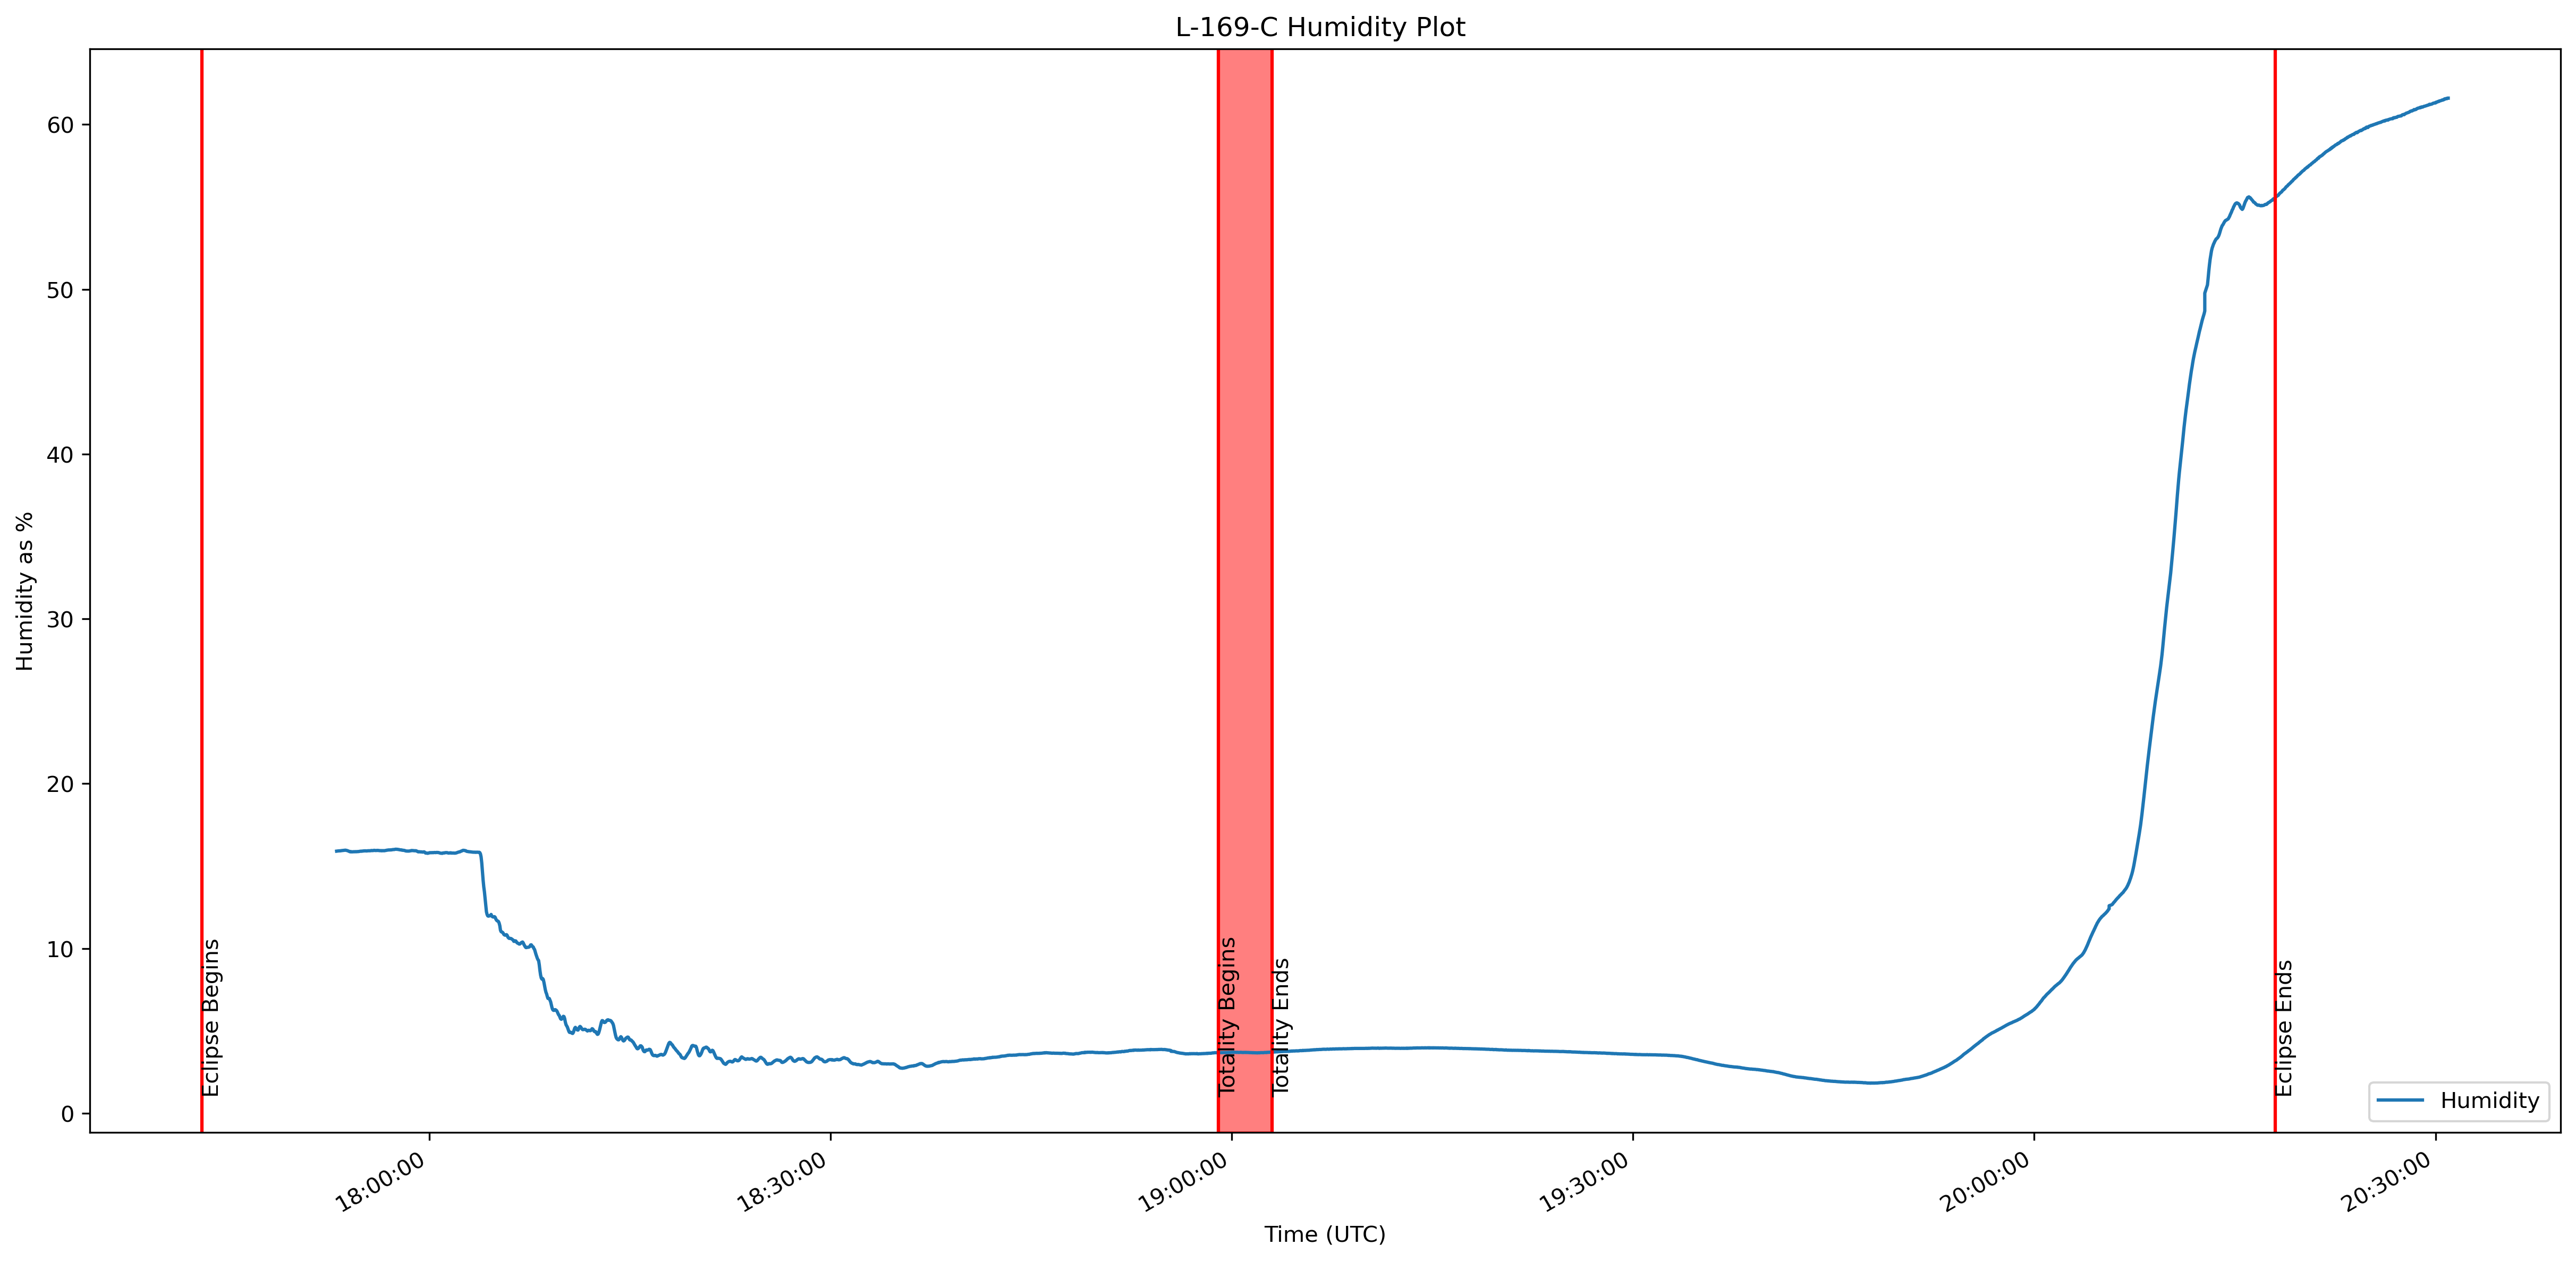 L-169-C Humidity Plot
Humidity as %
60
50
40
30
20
10
0
Eclipse Begins
Totality Begins
Totality Ends
Eclipse Ends
Humidity
18:00:00
18:30:00
19:00:00
19:30:00
20:00:00
20:30:00
Time (UTC)